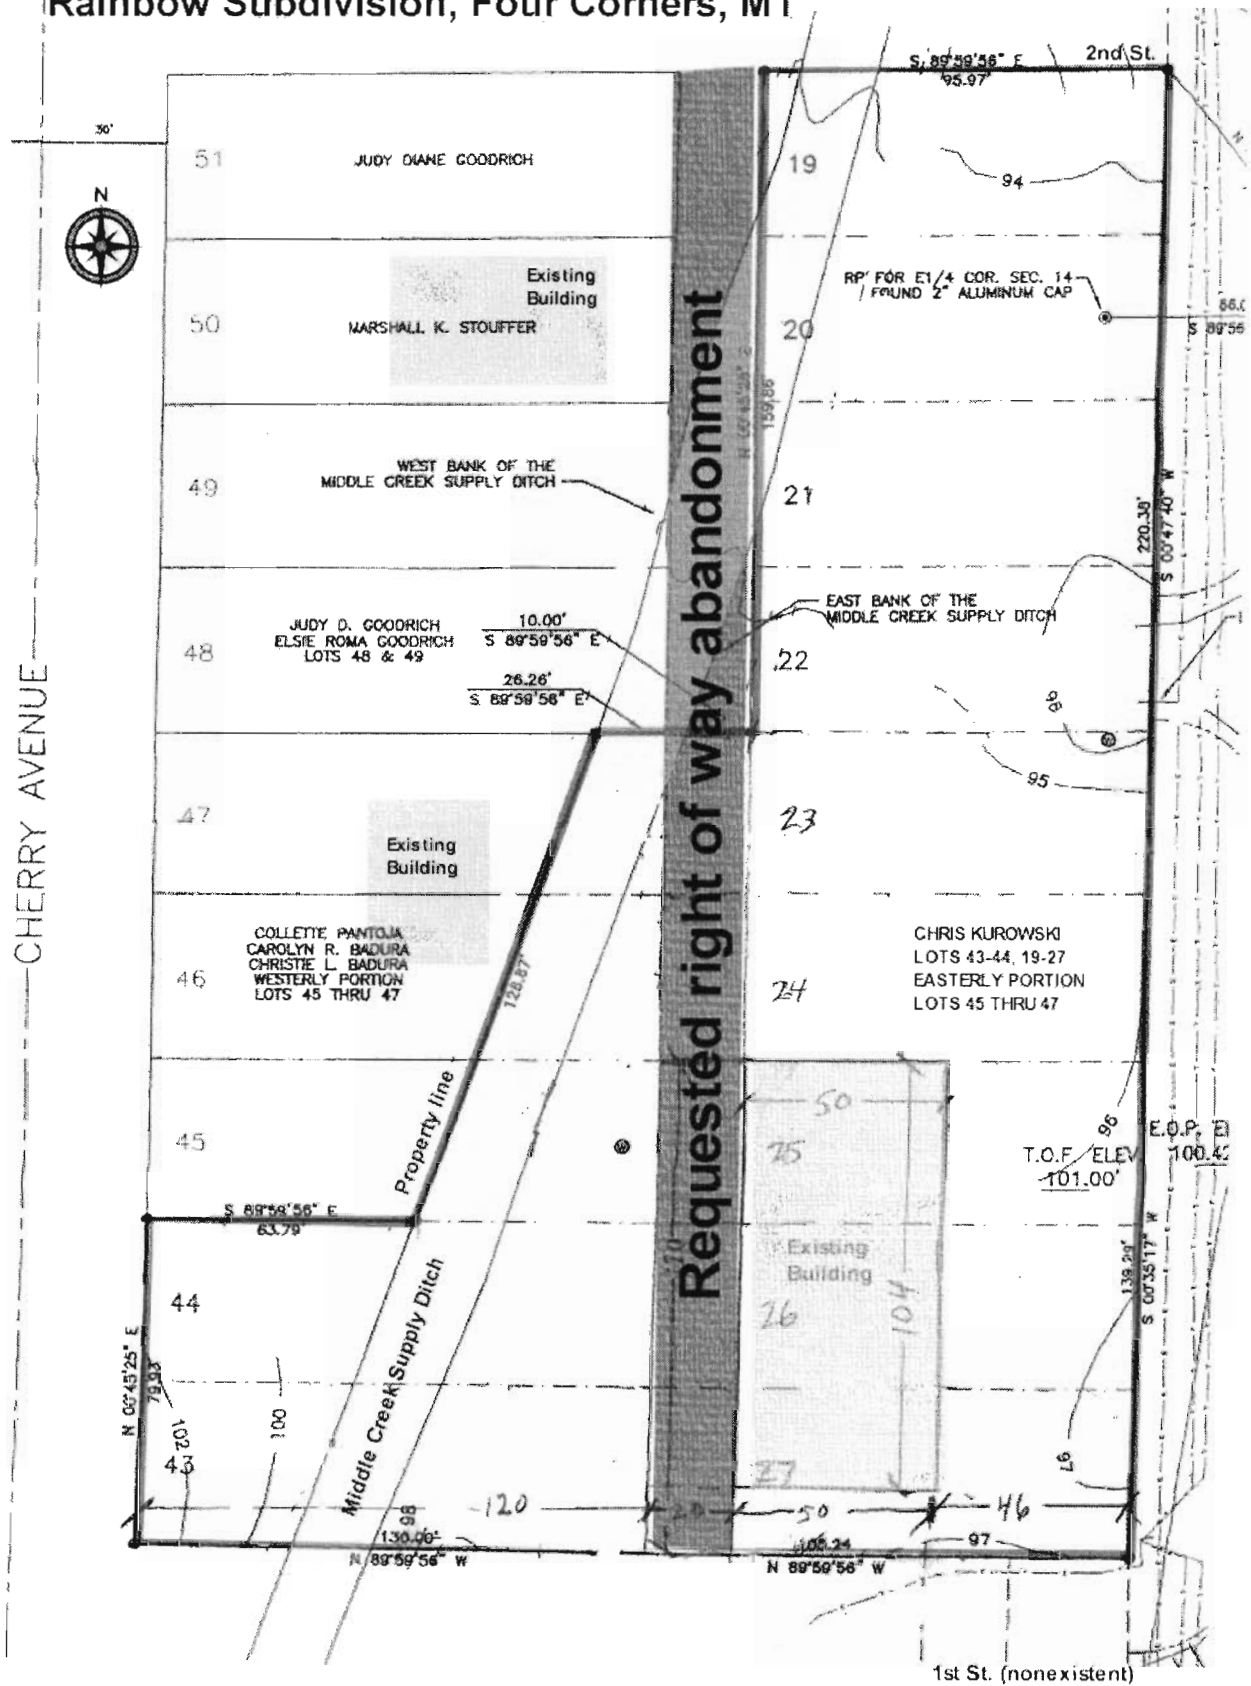 Rainbow Subdivision, Four Corners, MT
2nd St.
S 89°59'56" E
95.97'
30'
N
51
JUDY DIANE GOODRICH
19
94
Existing
Building
50
MARSHALL K. STOUFFER
20
RP FOR E1/4 COR. SEC. 14
FOUND 2" ALUMINUM CAP
S 89°56
159.86
WEST BANK OF THE
MIDDLE CREEK SUPPLY DITCH
49
21
220.38'
S 00°47'40" W
Requested right of way abandonment
EAST BANK OF THE
MIDDLE CREEK SUPPLY DITCH
JUDY D. GOODRICH
ELSIE ROMA GOODRICH
LOTS 48 & 49
10.00'
S 89°59'56" E
48
22
26.26'
S 89°59'56" E
96
95
CHERRY AVENUE
47
23
Existing
Building
COLLETTE PANTOJA
CAROLYN R. BADURA
CHRISTIE L. BADURA
WESTERLY PORTION
LOTS 45 THRU 47
46
128.87'
24
CHRIS KUROWSKI
LOTS 43-44, 19-27
EASTERLY PORTION
LOTS 45 THRU 47
Property line
50
96
45
25
E.O.P. El
100.42
T.O.F. ELEV
101.00'
S 89°59'56" E
63.79'
Existing
Building
104
139.29'
S 00°35'17" W
44
26
Middle Creek Supply Ditch
N 00°45'25" E
79.93
102
100
43
27
97
120
20
50
46
98
130.00'
N 89°59'56" W
97
N 89°59'56" W
1st St. (nonexistent)